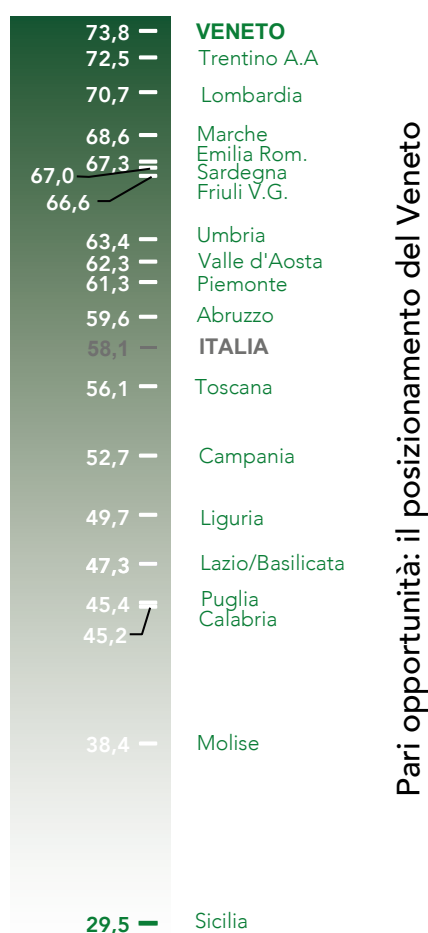 73,8 VENETO
72,5 Trentino A.A
70,7 Lombardia
68,6 Marche
67,3 Emilia Rom.
67,0 Sardegna
66,6 Friuli V.G.
63,4 Umbria
62,3 Valle d'Aosta
61,3 Piemonte
59,6 Abruzzo
58,1 ITALIA
56,1 Toscana
52,7 Campania
49,7 Liguria
47,3 Lazio/Basilicata
45,4 Puglia
45,2 Calabria
38,4 Molise
29,5 Sicilia
Pari opportunità: il posizionamento del Veneto